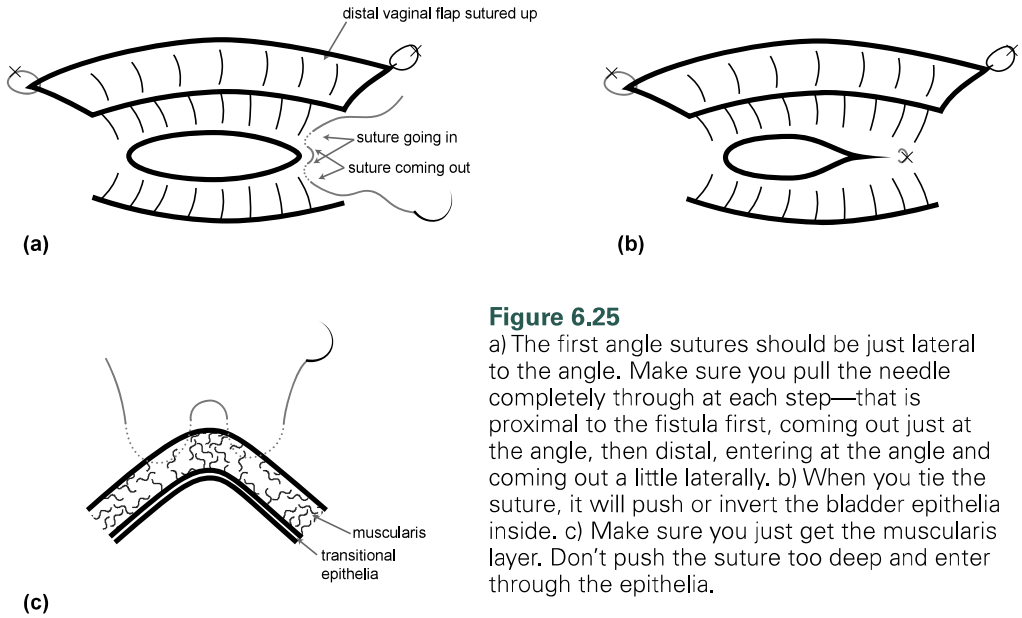 distal vaginal flap sutured up
suture going in
suture coming out
(a)
(b)
muscularis
transitional
epithelia
(c)
Figure 6.25
a) The first angle sutures should be just lateral
to the angle. Make sure you pull the needle
completely through at each step—that is
proximal to the fistula first, coming out just at
the angle, then distal, entering at the angle and
coming out a little laterally. b) When you tie the
suture, it will push or invert the bladder epithelia
inside. c) Make sure you just get the muscularis
layer. Don't push the suture too deep and enter
through the epithelia.